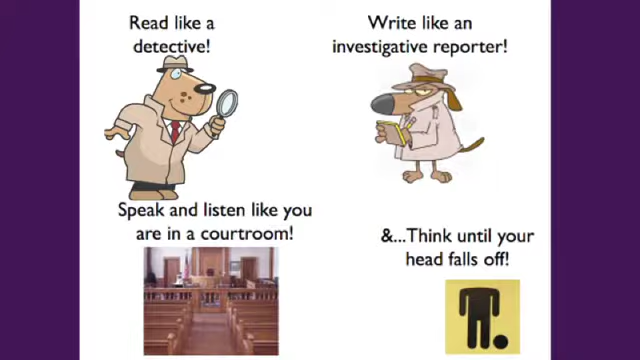 Read like a
detective!
Write like an
investigative reporter!
Speak and listen like you
are in a courtroom!
&...Think until your
head falls off!